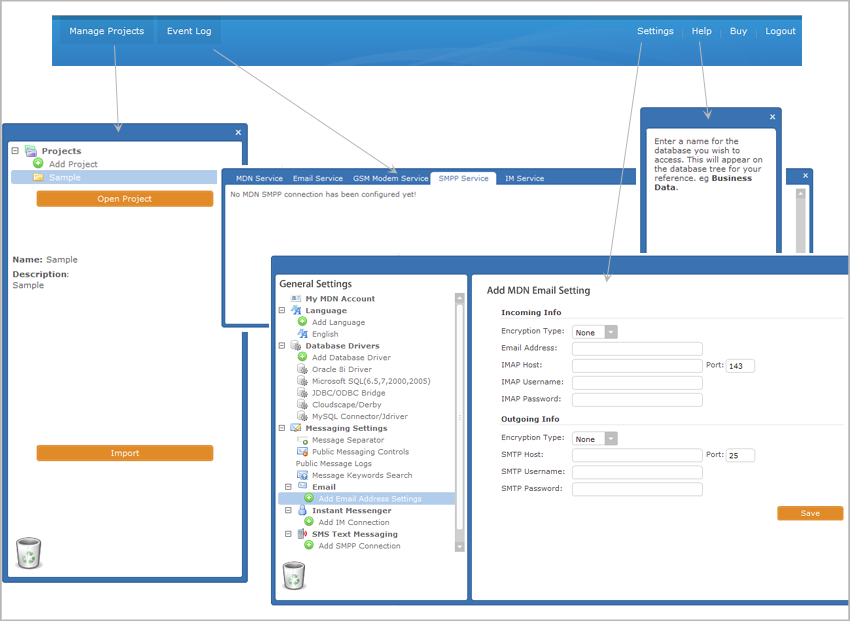 Manage Projects Event Log Settings Help Buy Logout
Projects
Add Project
Sample
Open Project
Name: Sample
Description:
Sample
Import
MDN Service Email Service GSM Modem Service SMPP Service IM Service
No MDN SMPP connection has been configured yet!
Enter a name for the
database you wish to
access. This will appear on
the database tree for your
reference. eg Business
Data.
General Settings
My MDN Account
Language
Add Language
English
Database Drivers
Add Database Driver
Oracle 8i Driver
Microsoft SQL(6.5,7,2000,2005)
JDBC/ODBC Bridge
Cloudscape/Derby
MySQL Connector/Jdriver
Messaging Settings
Message Separator
Public Messaging Controls
Public Message Logs
Message Keywords Search
Email
Add Email Address Settings
Instant Messenger
Add IM Connection
SMS Text Messaging
Add SMPP Connection
Add MDN Email Setting
Incoming Info
Encryption Type: None
Email Address:
IMAP Host: Port: 143
IMAP Username:
IMAP Password:
Outgoing Info
Encryption Type: None
SMTP Host: Port: 25
SMTP Username:
SMTP Password:
Save